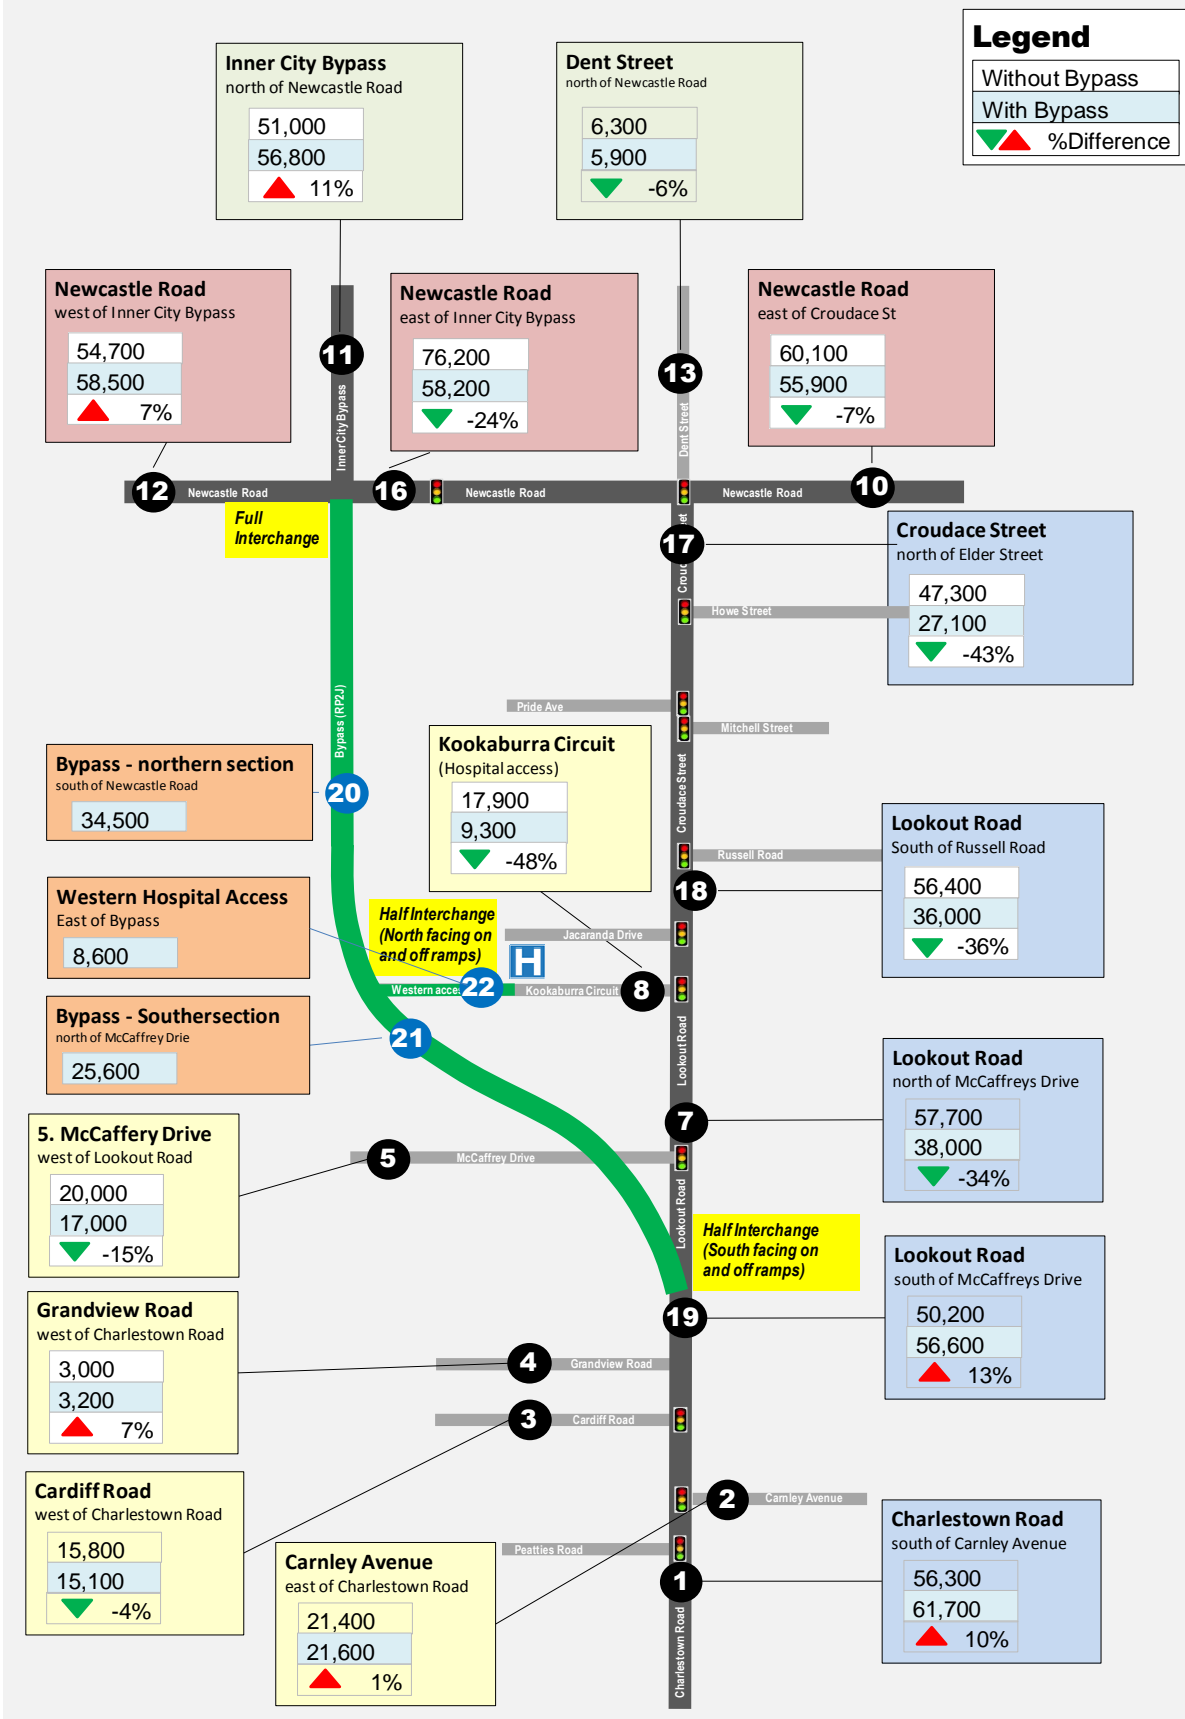 Legend
Without Bypass
With Bypass
%Difference
Inner City Bypass
north of Newcastle Road
51,000
56,800
11%
Dent Street
north of Newcastle Road
6,300
5,900
-6%
Newcastle Road
west of Inner City Bypass
54,700
58,500
7%
Newcastle Road
east of Inner City Bypass
76,200
58,200
-24%
Newcastle Road
east of Croudace St
60,100
55,900
-7%
11
13
Inner City Bypass
Dent Street
12
Newcastle Road
16
Newcastle Road
Newcastle Road
10
Full
Interchange
17
Croudace Street
north of Elder Street
47,300
27,100
-43%
Howe Street
Pride Ave
Mitchell Street
Bypass (RP2J)
Croudace Street
Kookaburra Circuit
(Hospital access)
17,900
9,300
-48%
Bypass - northern section
south of Newcastle Road
34,500
20
Russell Road
18
Lookout Road
South of Russell Road
56,400
36,000
-36%
Western Hospital Access
East of Bypass
8,600
Half Interchange
(North facing on
and off ramps)
H
Jacaranda Drive
22
Kookaburra Circuit
8
Bypass - Southersection
north of McCaffrey Drie
25,600
21
Lookout Road
Lookout Road
north of McCaffreys Drive
57,700
38,000
-34%
7
5. McCaffery Drive
west of Lookout Road
20,000
17,000
-15%
5
McCaffrey Drive
Lookout Road
Half Interchange
(South facing on
and off ramps)
Lookout Road
south of McCaffreys Drive
50,200
56,600
13%
19
Grandview Road
west of Charlestown Road
3,000
3,200
7%
4
Grandview Road
3
Cardiff Road
Cardiff Road
west of Charlestown Road
15,800
15,100
-4%
2
Carnley Avenue
Peatties Road
Carnley Avenue
east of Charlestown Road
21,400
21,600
1%
1
Charlestown Road
Charlestown Road
south of Carnley Avenue
56,300
61,700
10%